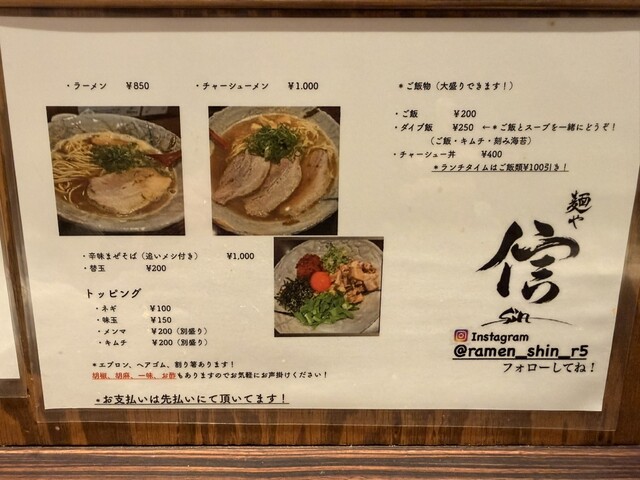 ・ラーメン ¥850 ・チャーシューメン ¥1.000
・辛味まぜそば（追いメシ付き） ¥1,000
・替玉 ¥200
トッピング
・ネギ ¥100
・味玉 ¥150
・メンマ ¥200（別盛り）
・キムチ ¥200（別盛り）
＊エプロン、ヘアゴム、割り箸あります！
胡椒、胡麻、一味、お酢もありますのでお気軽にお声掛けください！
＊お支払いは先払いにて頂いてます！
＊ご飯物（大盛りできます！）
・ご飯 ¥200
・ダイブ飯 ¥250 ←＊ご飯とスープを一緒にどうぞ！
（ご飯・キムチ・刻み海苔）
・チャーシュー丼 ¥400
＊ランチタイムはご飯類¥100引き！
麺や
信
Sin
Instagram
@ramen_shin_r5
フォローしてね！